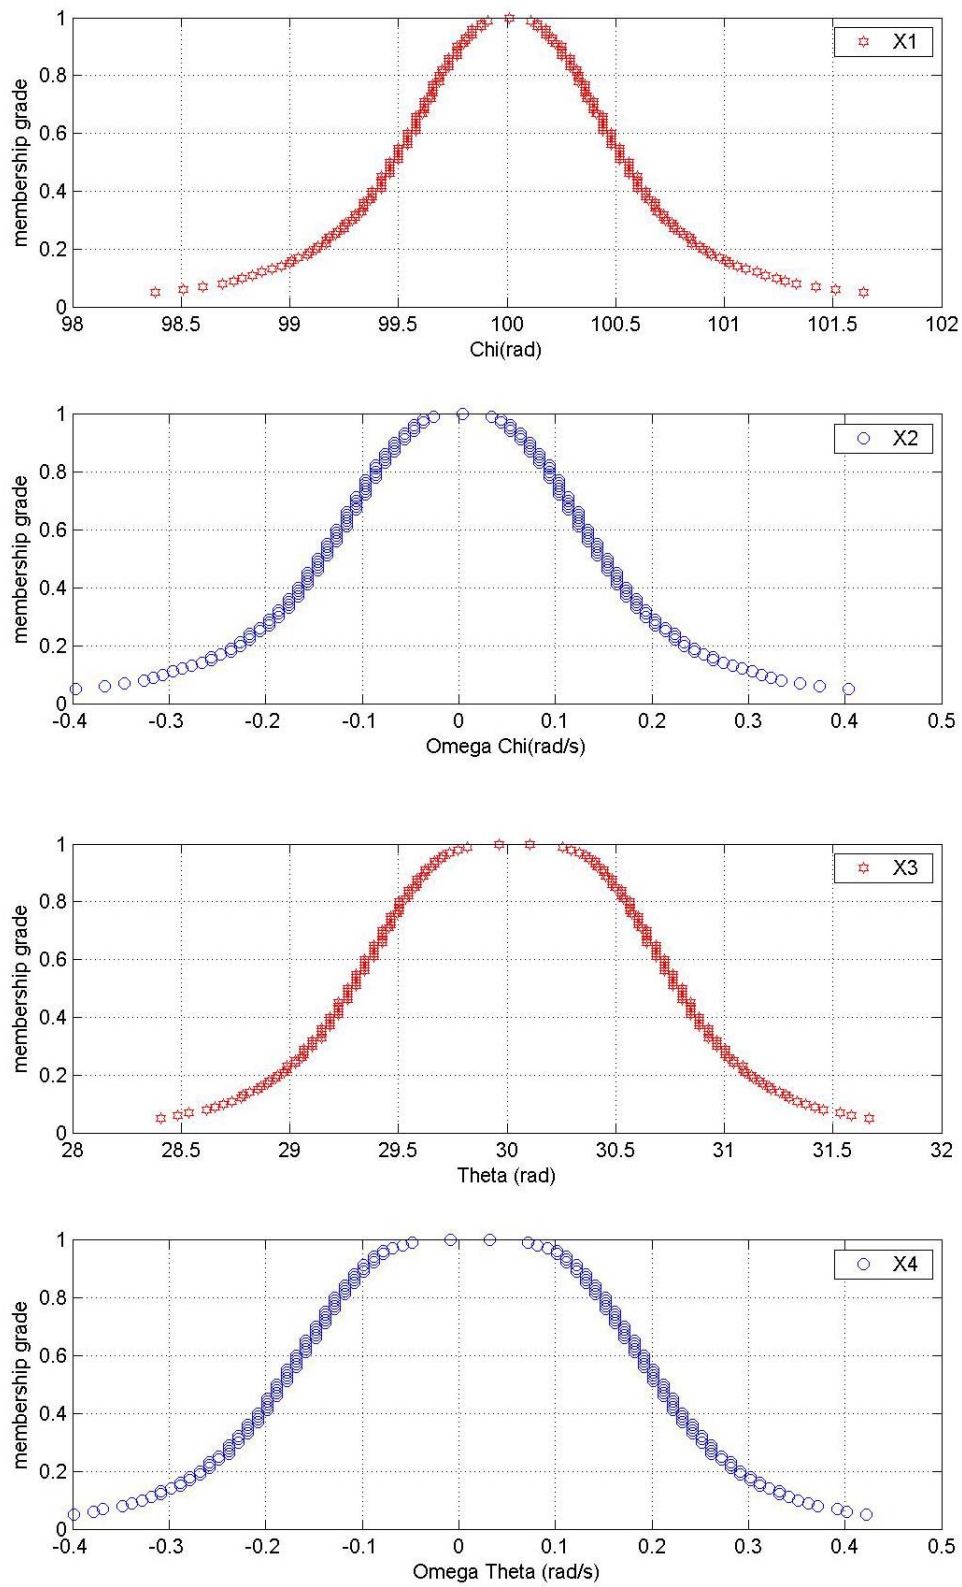 1
X1
0.8
membership grade
0.6
0.4
0.2
0
98 98.5 99 99.5 100 100.5 101 101.5 102
Chi(rad)
1
X2
0.8
membership grade
0.6
0.4
0.2
0
-0.4 -0.3 -0.2 -0.1 0 0.1 0.2 0.3 0.4 0.5
Omega Chi(rad/s)
1
X3
0.8
membership grade
0.6
0.4
0.2
0
28 28.5 29 29.5 30 30.5 31 31.5 32
Theta (rad)
1
X4
0.8
membership grade
0.6
0.4
0.2
0
-0.4 -0.3 -0.2 -0.1 0 0.1 0.2 0.3 0.4 0.5
Omega Theta (rad/s)